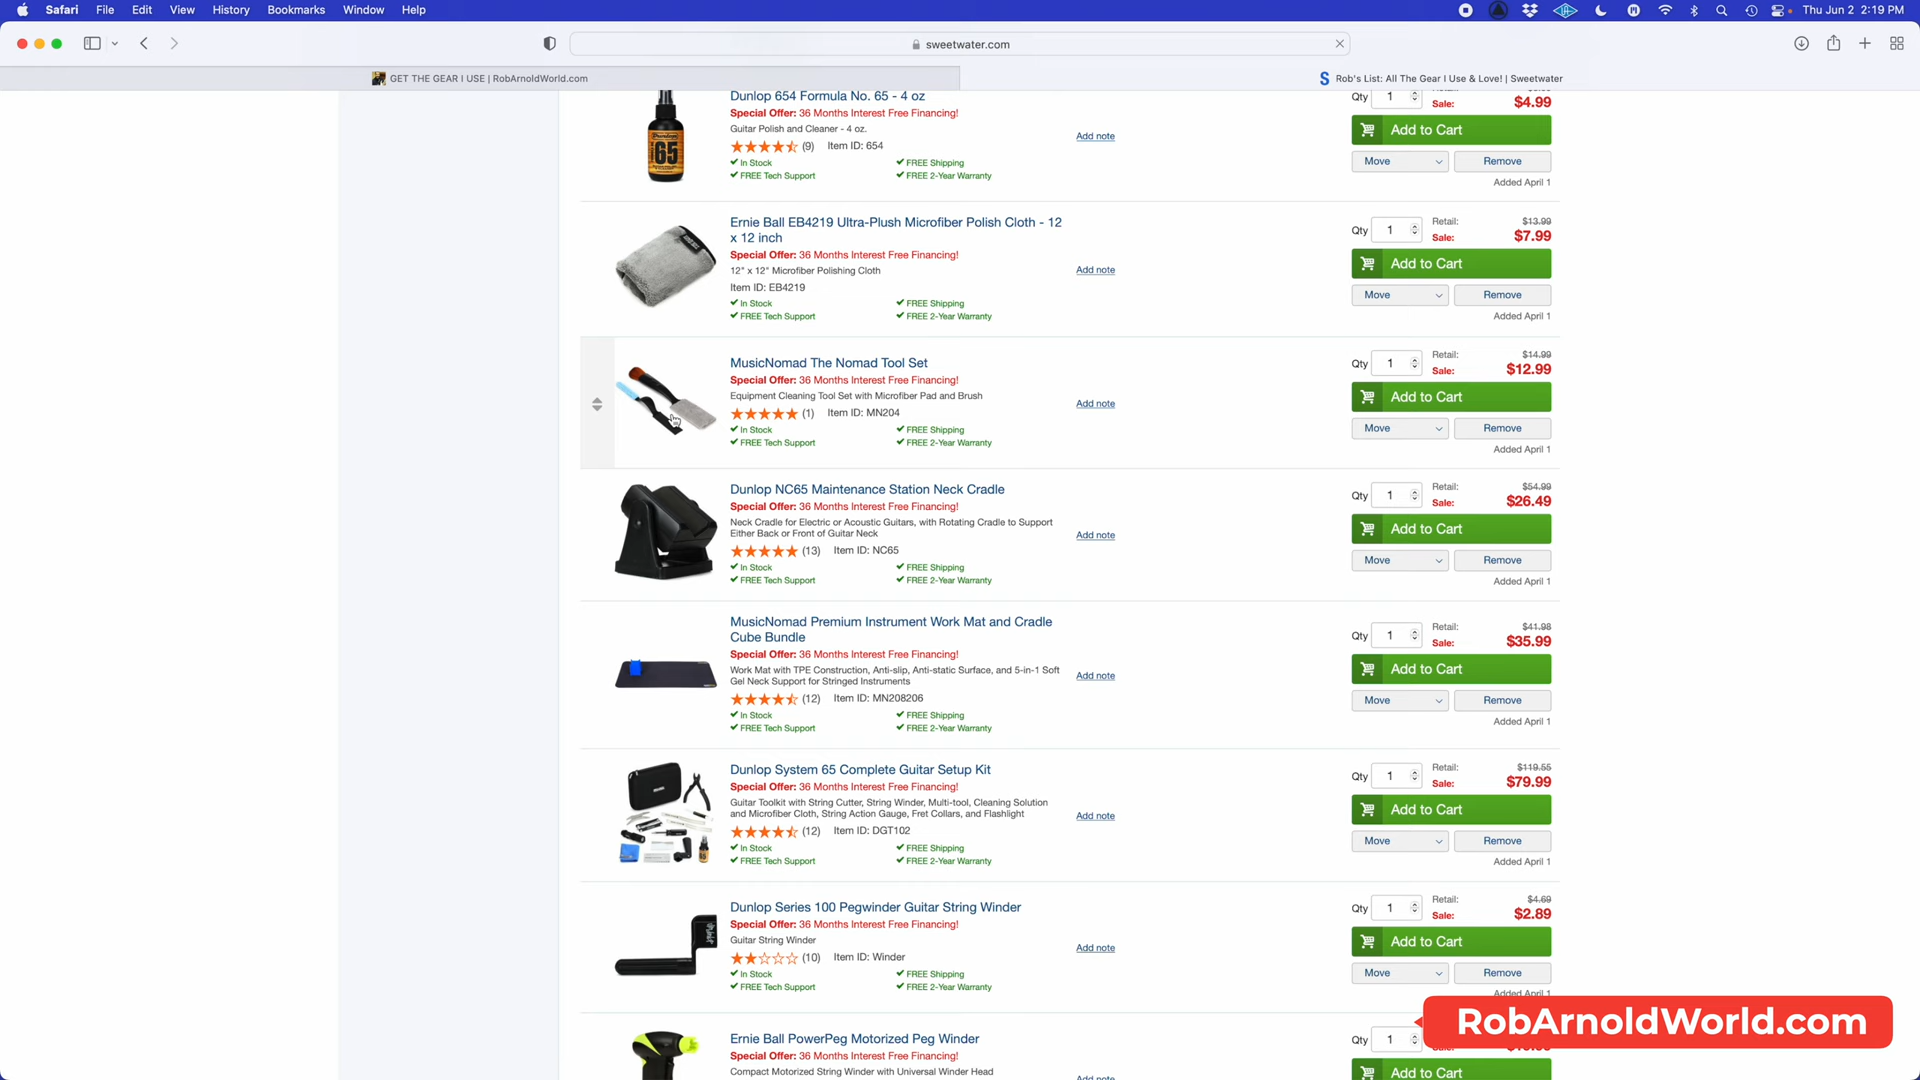 Safari File Edit View History Bookmarks Window Help Thu Jun 2 2:19 PM
sweetwater.com
GET THE GEAR I USE | RobArnoldWorld.com
S Rob's List: All The Gear I Use & Love! | Sweetwater
Dunlop 654 Formula No. 65 - 4 oz
Special Offer: 36 Months Interest Free Financing!
Guitar Polish and Cleaner - 4 oz.
(9) Item ID: 654
In Stock FREE Shipping
FREE Tech Support FREE 2-Year Warranty
65
Add note
Qty 1
Sale: $4.99
Add to Cart
Move Remove
Added April 1
Ernie Ball EB4219 Ultra-Plush Microfiber Polish Cloth - 12
x 12 inch
Special Offer: 36 Months Interest Free Financing!
12" x 12" Microfiber Polishing Cloth
Item ID: EB4219
In Stock FREE Shipping
FREE Tech Support FREE 2-Year Warranty
Add note
Qty 1 Retail: $13.99
Sale: $7.99
Add to Cart
Move Remove
Added April 1
MusicNomad The Nomad Tool Set
Special Offer: 36 Months Interest Free Financing!
Equipment Cleaning Tool Set with Microfiber Pad and Brush
(1) Item ID: MN204
In Stock FREE Shipping
FREE Tech Support FREE 2-Year Warranty
Add note
Qty 1 Retail: $14.99
Sale: $12.99
Add to Cart
Move Remove
Added April 1
Dunlop NC65 Maintenance Station Neck Cradle
Special Offer: 36 Months Interest Free Financing!
Neck Cradle for Electric or Acoustic Guitars, with Rotating Cradle to Support
Either Back or Front of Guitar Neck
(13) Item ID: NC65
In Stock FREE Shipping
FREE Tech Support FREE 2-Year Warranty
Add note
Qty 1 Retail: $54.99
Sale: $26.49
Add to Cart
Move Remove
Added April 1
MusicNomad Premium Instrument Work Mat and Cradle
Cube Bundle
Special Offer: 36 Months Interest Free Financing!
Work Mat with TPE Construction, Anti-slip, Anti-static Surface, and 5-in-1 Soft
Gel Neck Support for Stringed Instruments
(12) Item ID: MN208206
In Stock FREE Shipping
FREE Tech Support FREE 2-Year Warranty
Add note
Qty 1 Retail: $41.98
Sale: $35.99
Add to Cart
Move Remove
Added April 1
Dunlop System 65 Complete Guitar Setup Kit
Special Offer: 36 Months Interest Free Financing!
Guitar Toolkit with String Cutter, String Winder, Multi-tool, Cleaning Solution
and Microfiber Cloth, String Action Gauge, Fret Collars, and Flashlight
(12) Item ID: DGT102
In Stock FREE Shipping
FREE Tech Support FREE 2-Year Warranty
Add note
Qty 1 Retail: $119.55
Sale: $79.99
Add to Cart
Move Remove
Added April 1
Dunlop Series 100 Pegwinder Guitar String Winder
Special Offer: 36 Months Interest Free Financing!
Guitar String Winder
(10) Item ID: Winder
In Stock FREE Shipping
FREE Tech Support FREE 2-Year Warranty
Add note
Qty 1 Retail: $4.69
Sale: $2.89
Add to Cart
Move Remove
Added April 1
Ernie Ball PowerPeg Motorized Peg Winder
Special Offer: 36 Months Interest Free Financing!
Compact Motorized String Winder with Universal Winder Head
Add note
Qty 1
Add to Cart
RobArnoldWorld.com